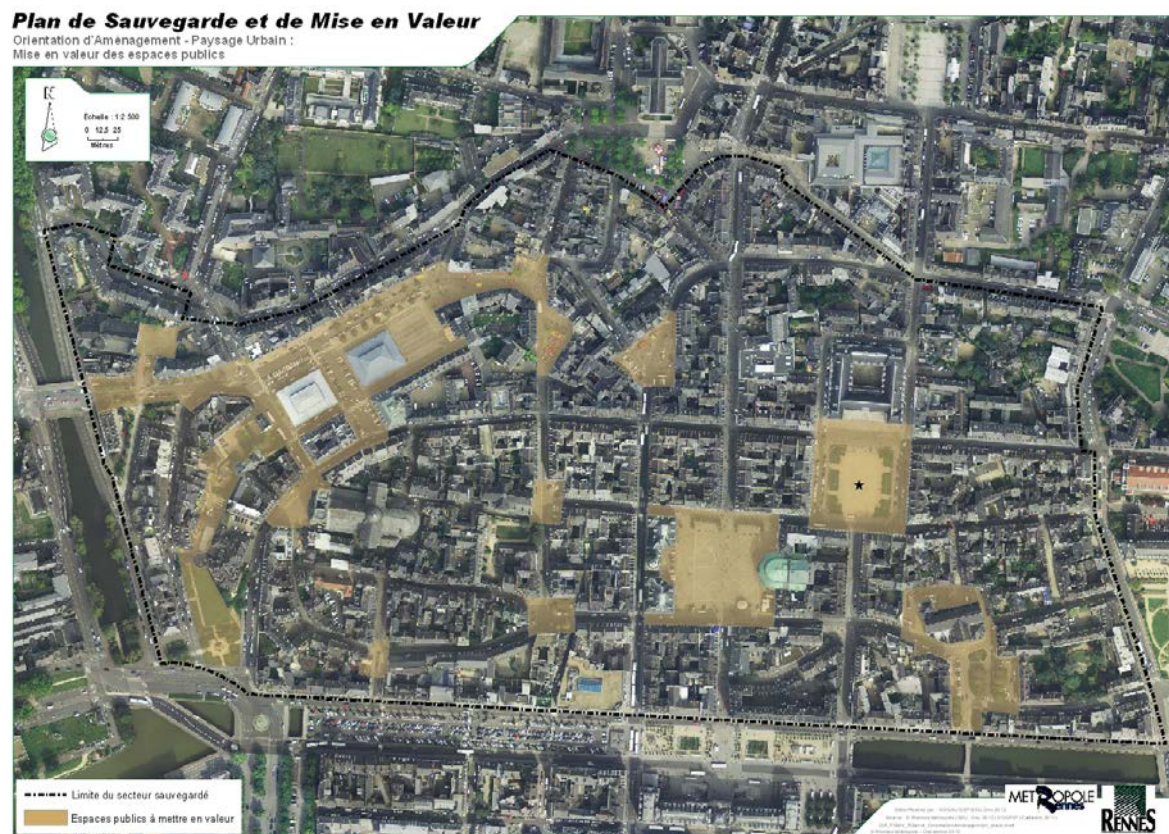 Plan de Sauvegarde et de Mise en Valeur
Orientation d'Aménagement - Paysage Urbain :
Mise en valeur des espaces publics
N
Echelle : 1:2 500
0 12,5 25
Mètres
Limite du secteur sauvegardé
Espaces publics à mettre en valeur
METROPOLE
Rennes
RENNES